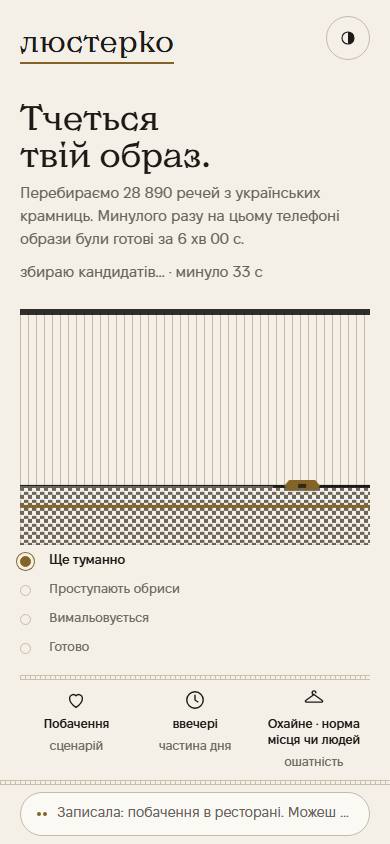 люстерко
Тчеться
твій образ.
Перебираємо 28 890 речей з українських
крамниць. Минулого разу на цьому телефоні
образи були готові за 6 хв 00 с.
збираю кандидатів... · минуло 33 с
Ще туманно
Проступають обриси
Вимальовується
Готово
Побачення
сценарій
ввечері
частина дня
Охайне · норма
місця чи людей
ошатність
Записала: побачення в ресторані. Можеш ...